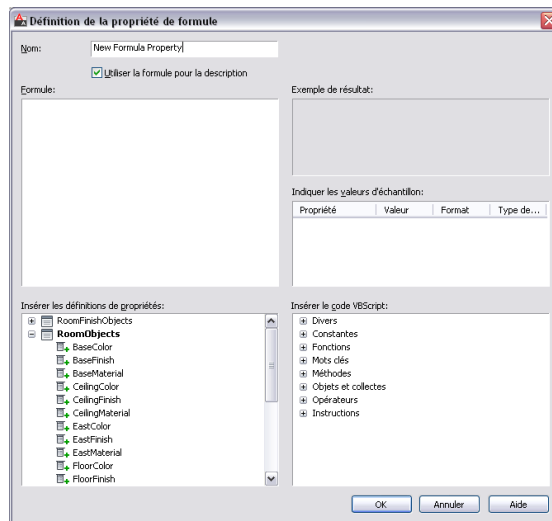 Définition de la propriété de formule
Nom:
New Formula Property
Utiliser la formule pour la description
Formule:
Exemple de résultat:
Indiquer les valeurs d'échantillon:
Propriété Valeur Format Type de...
Insérer les définitions de propriétés:
RoomFinishObjects
RoomObjects
BaseColor
BaseFinish
BaseMaterial
CeilingColor
CeilingFinish
CeilingMaterial
EastColor
EastFinish
EastMaterial
FloorColor
FloorFinish
Insérer le code VBScript:
Divers
Constantes
Fonctions
Mots clés
Méthodes
Objets et collectes
Opérateurs
Instructions
OK Annuler Aide